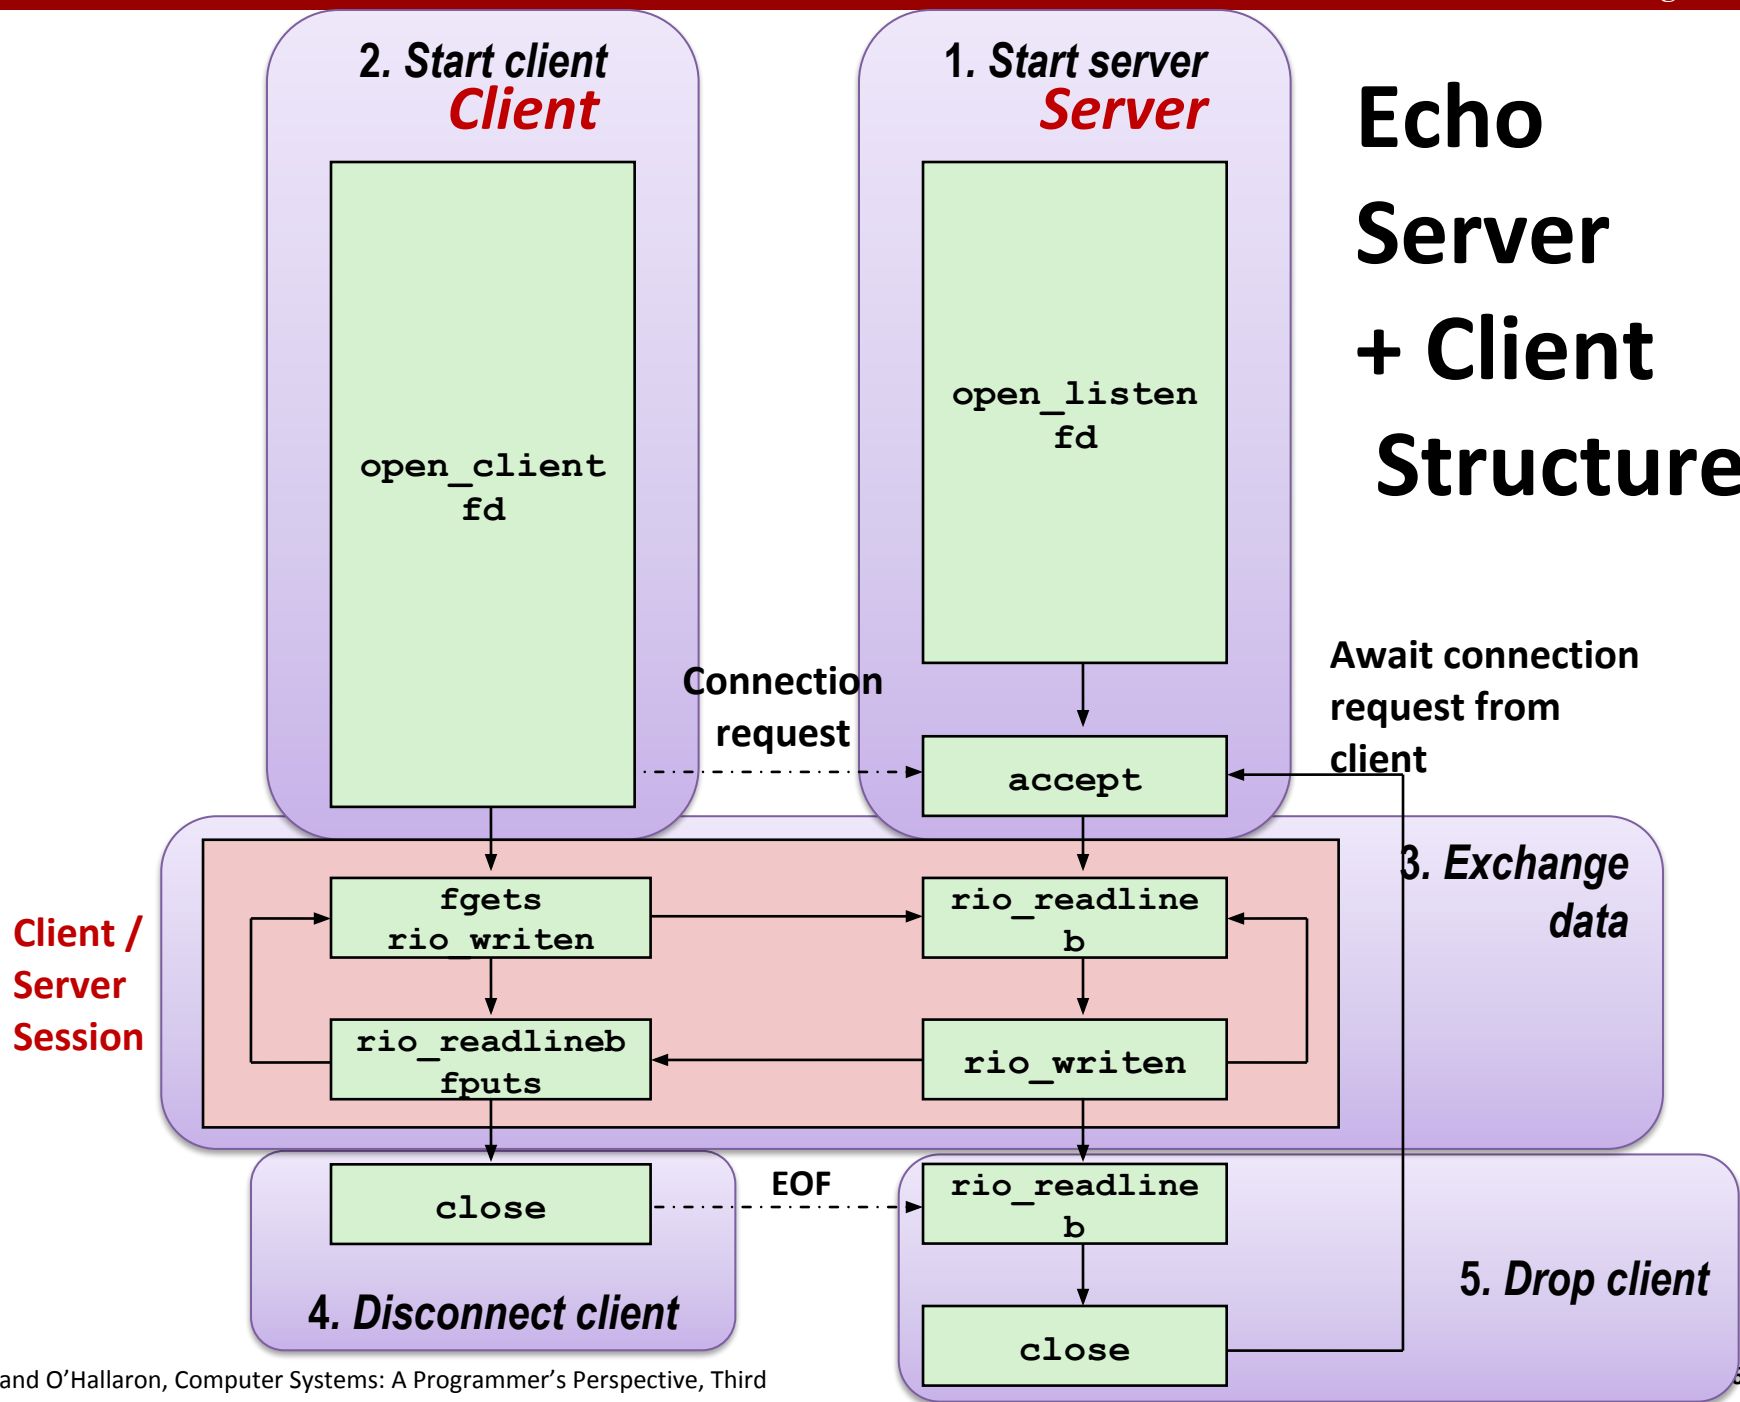 2. Start client
Client
1. Start server
Server
Echo
Server
+ Client
Structure
open_client
fd
open_listen
fd
Connection
request
Await connection
request from
client
accept
3. Exchange
data
Client /
Server
Session
fgets
rio_writen
rio_readline
b
rio_readlineb
fputs
rio_writen
close
EOF
rio_readline
b
4. Disconnect client
5. Drop client
close
and O’Hallaron, Computer Systems: A Programmer’s Perspective, Third